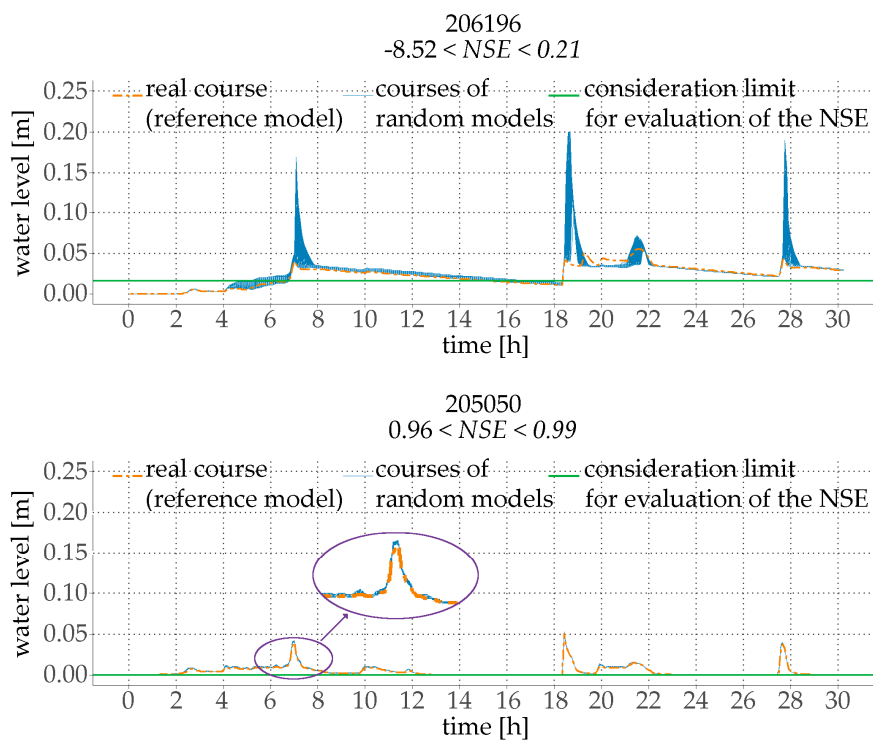 206196
-8.52 < NSE < 0.21
0.25
real course
courses of
consideration limit
(reference model)
random models
for evaluation of the NSE
0.20
0.15
0.10
0.05
0.00
water level [m]
0 2 4 6 8 10 12 14 16 18 20 22 24 26 28 30
time [h]
205050
0.96 < NSE < 0.99
0.25
real course
courses of
consideration limit
(reference model)
random models
for evaluation of the NSE
0.20
0.15
0.10
0.05
0.00
water level [m]
0 2 4 6 8 10 12 14 16 18 20 22 24 26 28 30
time [h]